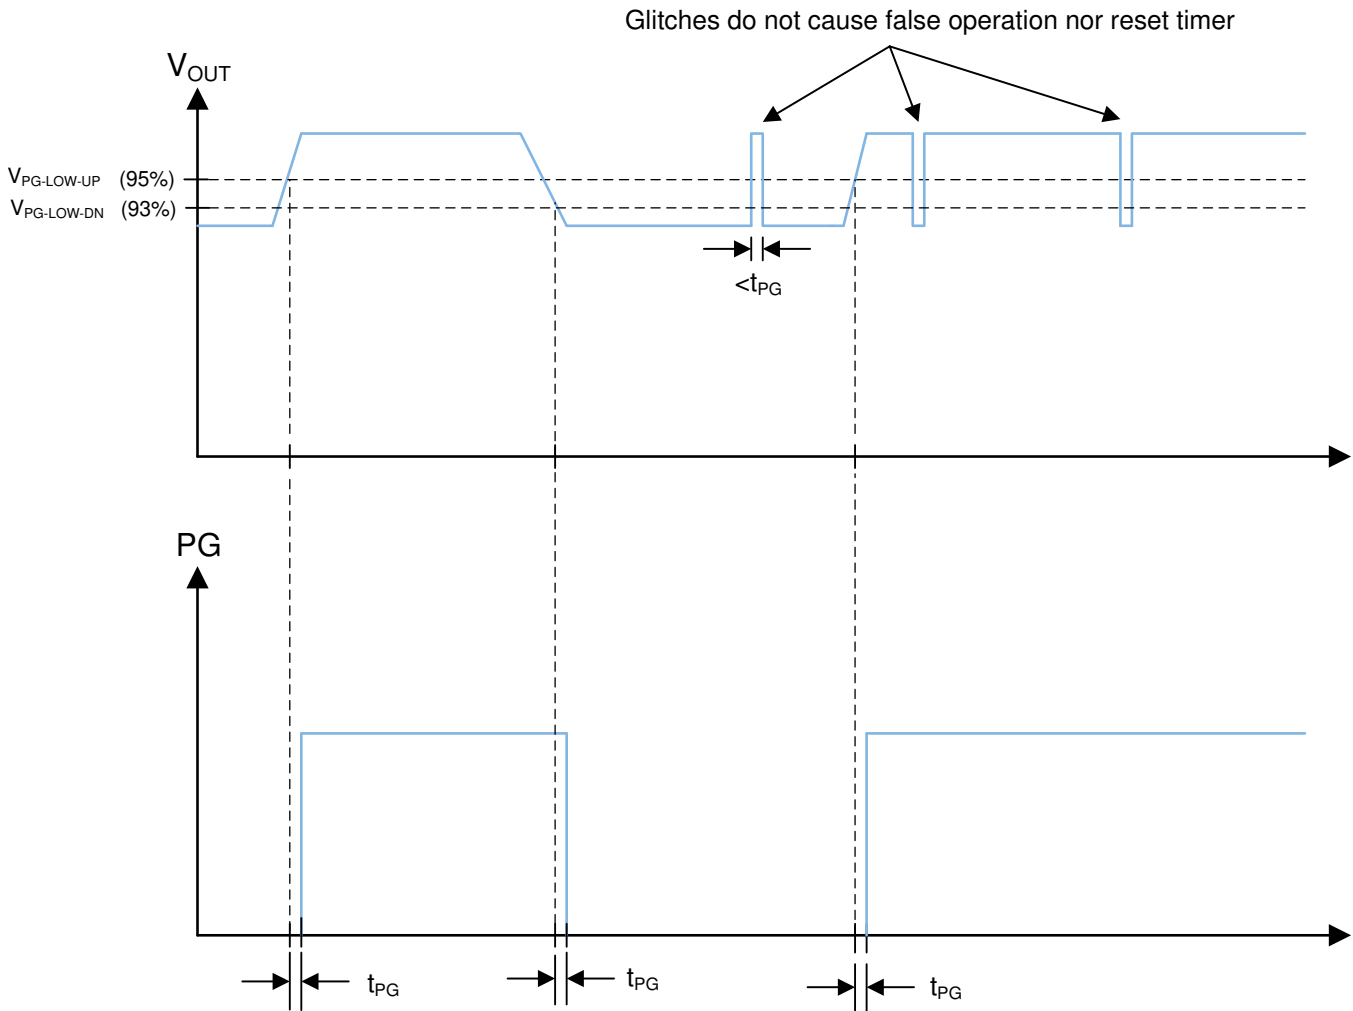 Glitches do not cause false operation nor reset timer
VOUT
VPG-LOW-UP (95%)
VPG-LOW-DN (93%)
<tPG
PG
tPG
tPG
tPG